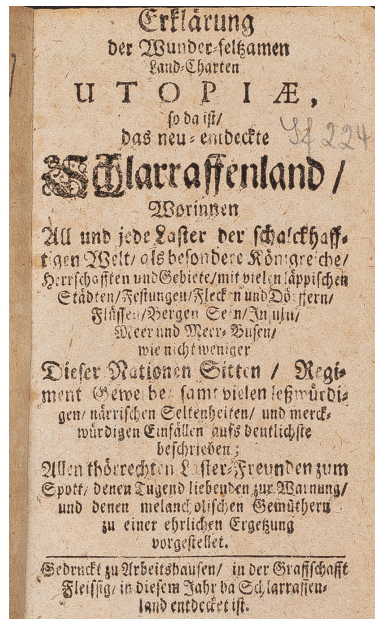 Erklärung
der Wunder-seltzamen
Land-Charten
UTOPIÆ,
so da ist/
das neu-entdeckte
Schlarraffenland/
Worinnen
All und jede Laster der schalckhaff-
tigen Welt/ als besondere Königreiche/
Herrschafften und Gebiete/ mit vielen läppischen
Städten/ Festungen/ Flecken und Dörffern/
Flüssen/ Bergen/ Seen/ Insuln/
Meer und Meer-Busen/
wie nicht weniger
Dieser Nationen Sitten/ Regi-
ment/ Gewerbe/ samt vielen leßwürdi-
gen/ närrischen Seltenheiten/ und merck-
würdigen Einfällen aufs deutlichste
beschrieben;
Allen thörrechten Laster-Freunden zum
Spott/ denen Tugend liebenden zur Warnung/
und denen melancholischen Gemüthern
zu einer ehrlichen Ergetzung
vorgestellet.
Gedruckt zu Arbeitshausen/ in der Graffschafft
Fleissig/ in diesem Jahr da Schlarraffen-
land entdecket ist.
224